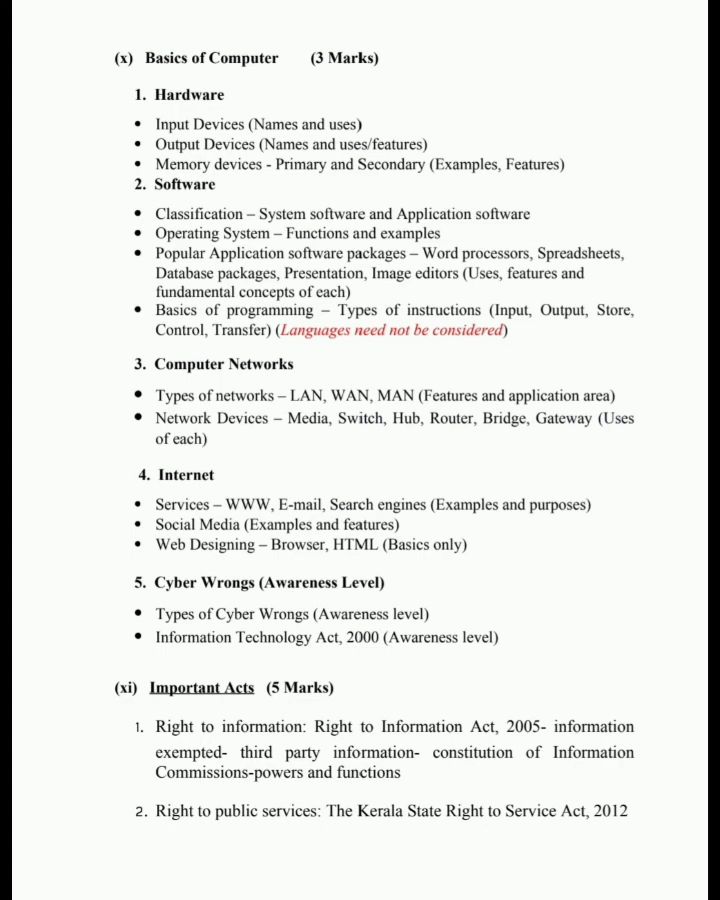 (x) Basics of Computer (3 Marks)
1. Hardware
• Input Devices (Names and uses)
• Output Devices (Names and uses/features)
• Memory devices - Primary and Secondary (Examples, Features)
2. Software
• Classification – System software and Application software
• Operating System – Functions and examples
• Popular Application software packages – Word processors, Spreadsheets,
Database packages, Presentation, Image editors (Uses, features and
fundamental concepts of each)
• Basics of programming – Types of instructions (Input, Output, Store,
Control, Transfer) (Languages need not be considered)
3. Computer Networks
• Types of networks – LAN, WAN, MAN (Features and application area)
• Network Devices – Media, Switch, Hub, Router, Bridge, Gateway (Uses
of each)
4. Internet
• Services – WWW, E-mail, Search engines (Examples and purposes)
• Social Media (Examples and features)
• Web Designing – Browser, HTML (Basics only)
5. Cyber Wrongs (Awareness Level)
• Types of Cyber Wrongs (Awareness level)
• Information Technology Act, 2000 (Awareness level)
(xi) Important Acts (5 Marks)
1. Right to information: Right to Information Act, 2005- information
exempted- third party information- constitution of Information
Commissions-powers and functions
2. Right to public services: The Kerala State Right to Service Act, 2012